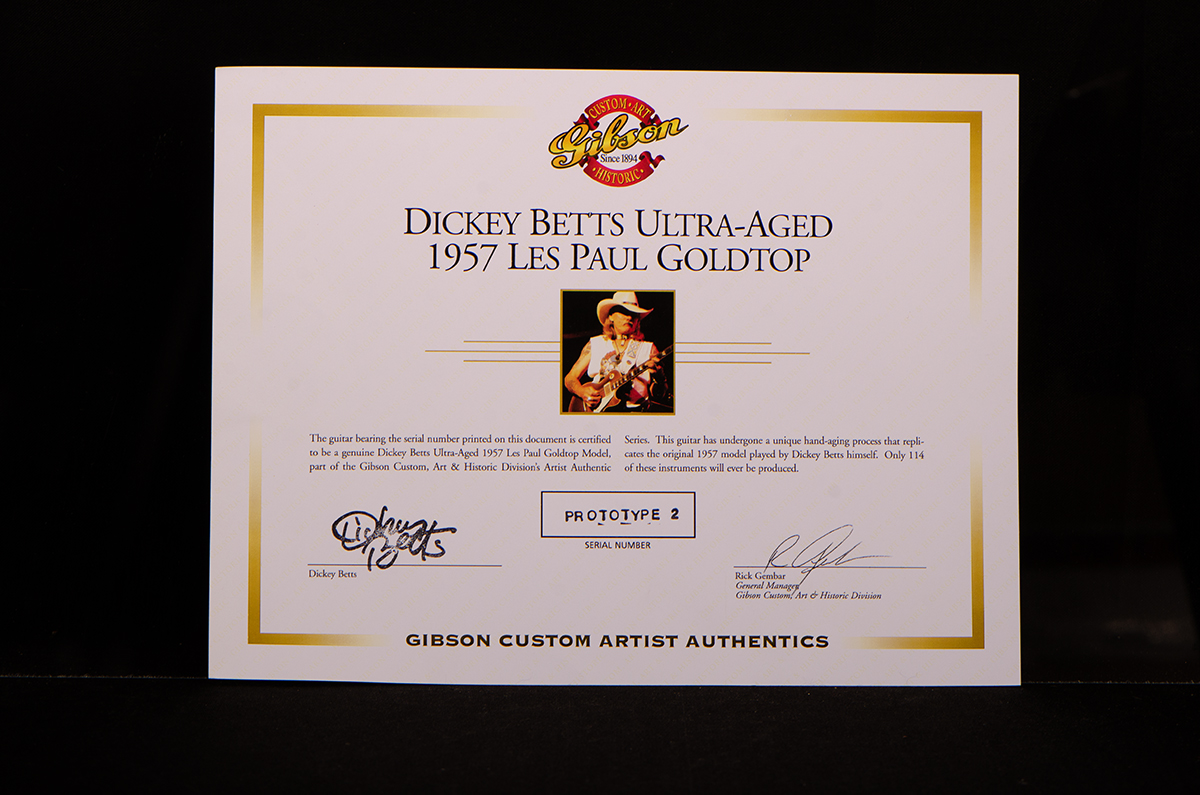 CUSTOM • ART
Gibson
Since 1894
• HISTORIC •
DICKEY BETTS ULTRA-AGED
1957 LES PAUL GOLDTOP
The guitar bearing the serial number printed on this document is certified
to be a genuine Dickey Betts Ultra-Aged 1957 Les Paul Goldtop Model,
part of the Gibson Custom, Art & Historic Division's Artist Authentic
Series. This guitar has undergone a unique hand-aging process that repli-
cates the original 1957 model played by Dickey Betts himself. Only 114
of these instruments will ever be produced.
PROTOTYPE 2
SERIAL NUMBER
Dickey Betts
Dickey Betts
Rick Gembar
General Manager
Gibson Custom, Art & Historic Division
GIBSON CUSTOM ARTIST AUTHENTICS